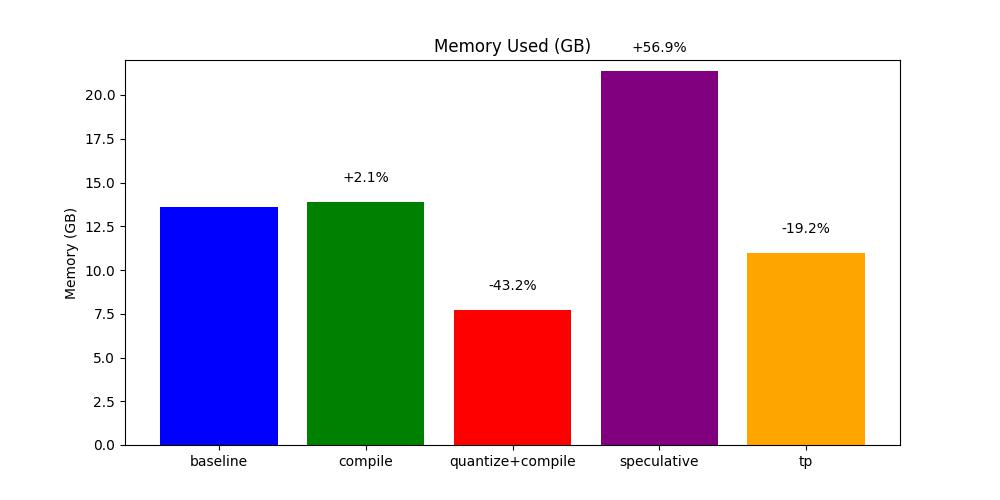 Memory Used (GB)
+56.9%
20.0
17.5
15.0
12.5
10.0
7.5
5.0
2.5
0.0
Memory (GB)
+2.1%
-43.2%
-19.2%
baseline
compile
quantize+compile
speculative
tp